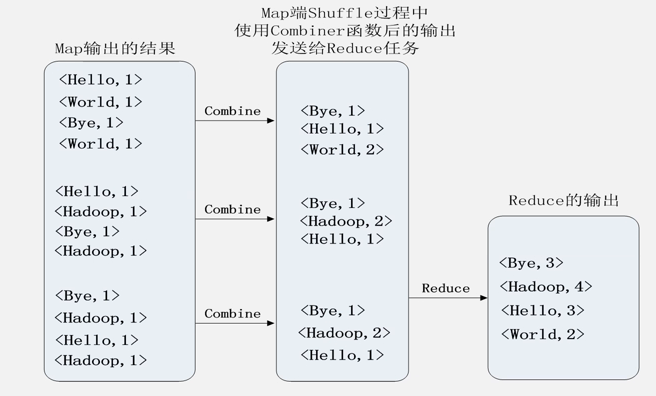 Map输出的结果
<Hello,1>
<World,1>
<Bye,1>
<World,1>
<Hello,1>
<Hadoop,1>
<Bye,1>
<Hadoop,1>
<Bye,1>
<Hadoop,1>
<Hello,1>
<Hadoop,1>
Combine
Combine
Combine
Map端Shuffle过程中
使用Combiner函数后的输出
发送给Reduce任务
<Bye,1>
<Hello,1>
<World,2>
<Bye,1>
<Hadoop,2>
<Hello,1>
<Bye,1>
<Hadoop,2>
<Hello,1>
Reduce
Reduce的输出
<Bye,3>
<Hadoop,4>
<Hello,3>
<World,2>